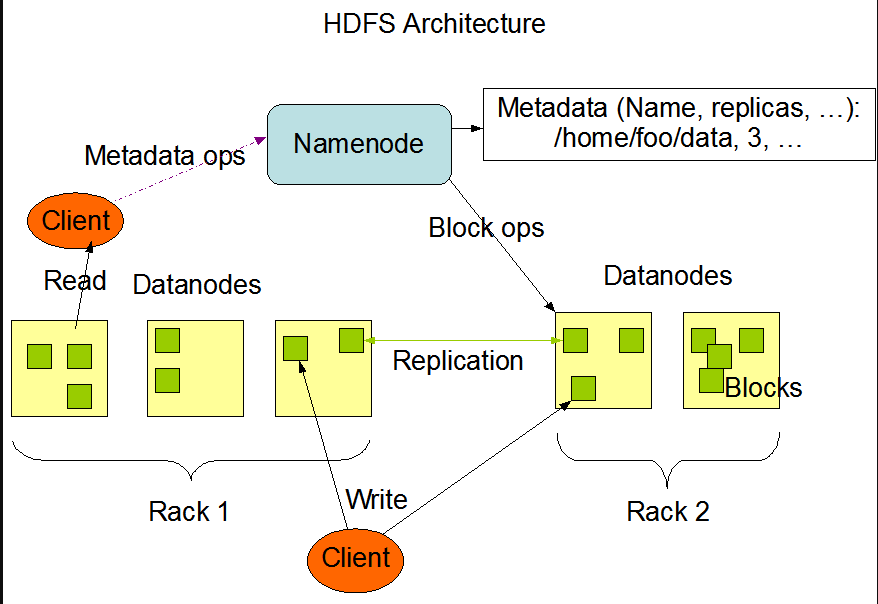 HDFS Architecture
Metadata (Name, replicas, …):
/home/foo/data, 3, …
Namenode
Metadata ops
Client
Block ops
Read
Datanodes
Datanodes
Replication
Blocks
Rack 1
Write
Rack 2
Client